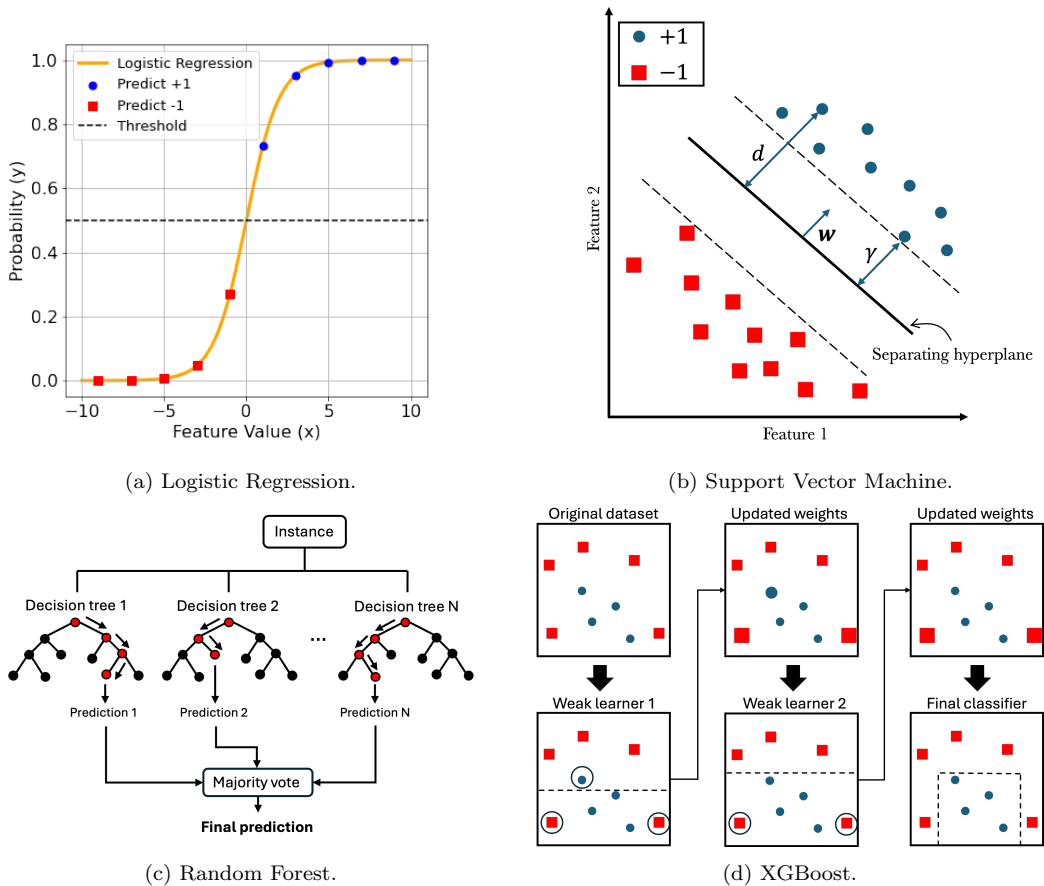 1.0
0.8
0.6
0.4
0.2
0.0
Probability (y)
Logistic Regression
Predict +1
Predict -1
Threshold
−10
−5
0
5
10
Feature Value (x)
(a) Logistic Regression.
+1
−1
Feature 2
d
w
γ
Separating hyperplane
Feature 1
(b) Support Vector Machine.
Instance
Decision tree 1
Decision tree 2
Decision tree N
...
Prediction 1
Prediction 2
Prediction N
Majority vote
Final prediction
(c) Random Forest.
Original dataset
Updated weights
Updated weights
Weak learner 1
Weak learner 2
Final classifier
(d) XGBoost.